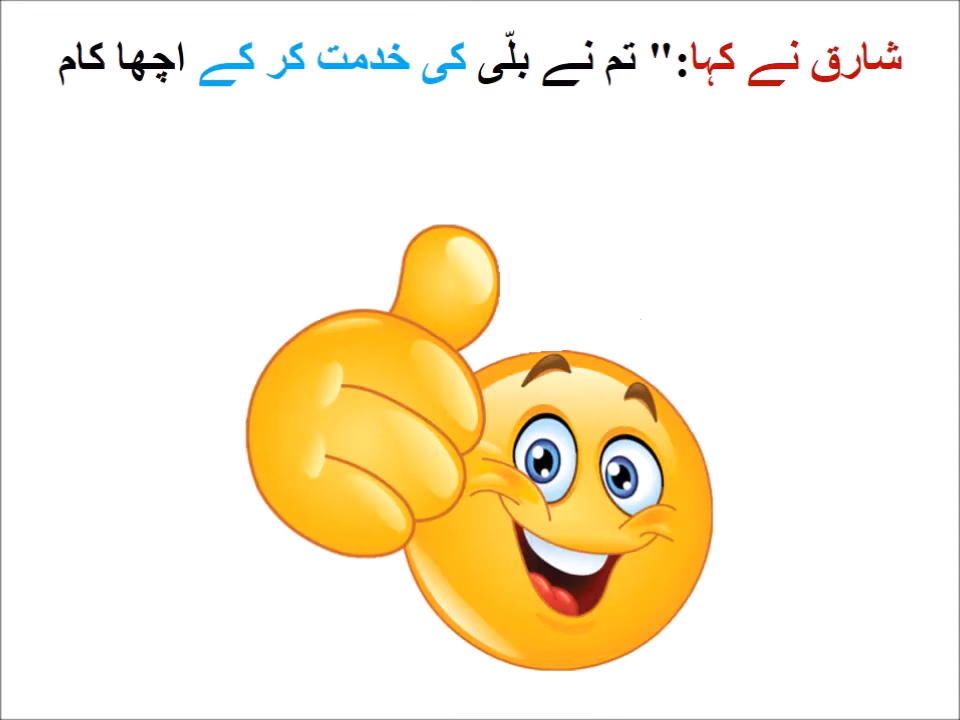 شارق نے کہا:" تم نے بلّی کی خدمت کر کے اچھا کام